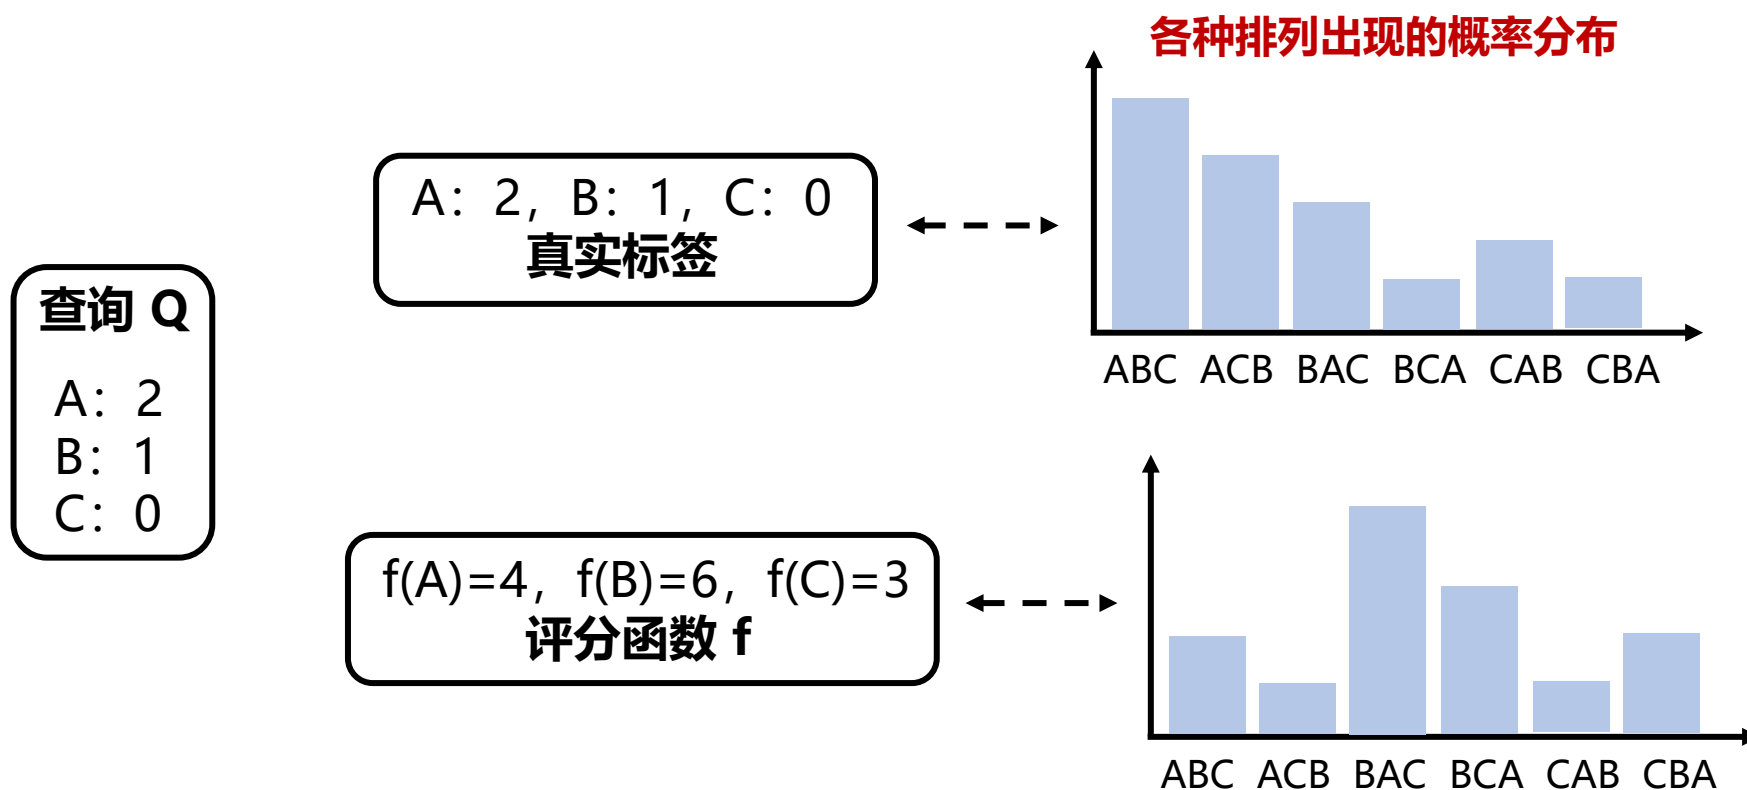 各种排列出现的概率分布
A：2，B：1，C：0
真实标签
ABC ACB BAC BCA CAB CBA
查询 Q
A：2
B：1
C：0
f(A)=4，f(B)=6，f(C)=3
评分函数 f
ABC ACB BAC BCA CAB CBA